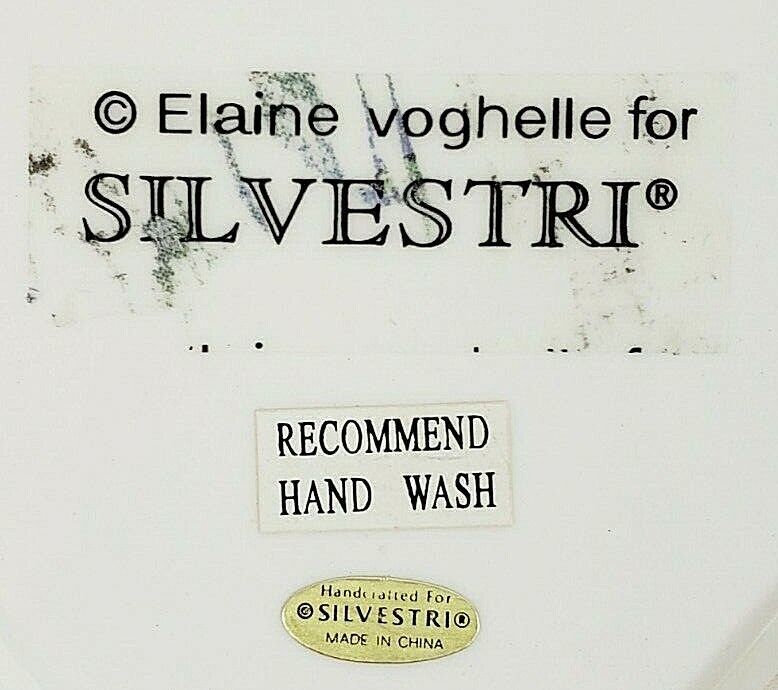 © Elaine voghelle for
SILVESTRI®
RECOMMEND
HAND WASH
Handcrafted For
©SILVESTRI®
MADE IN CHINA